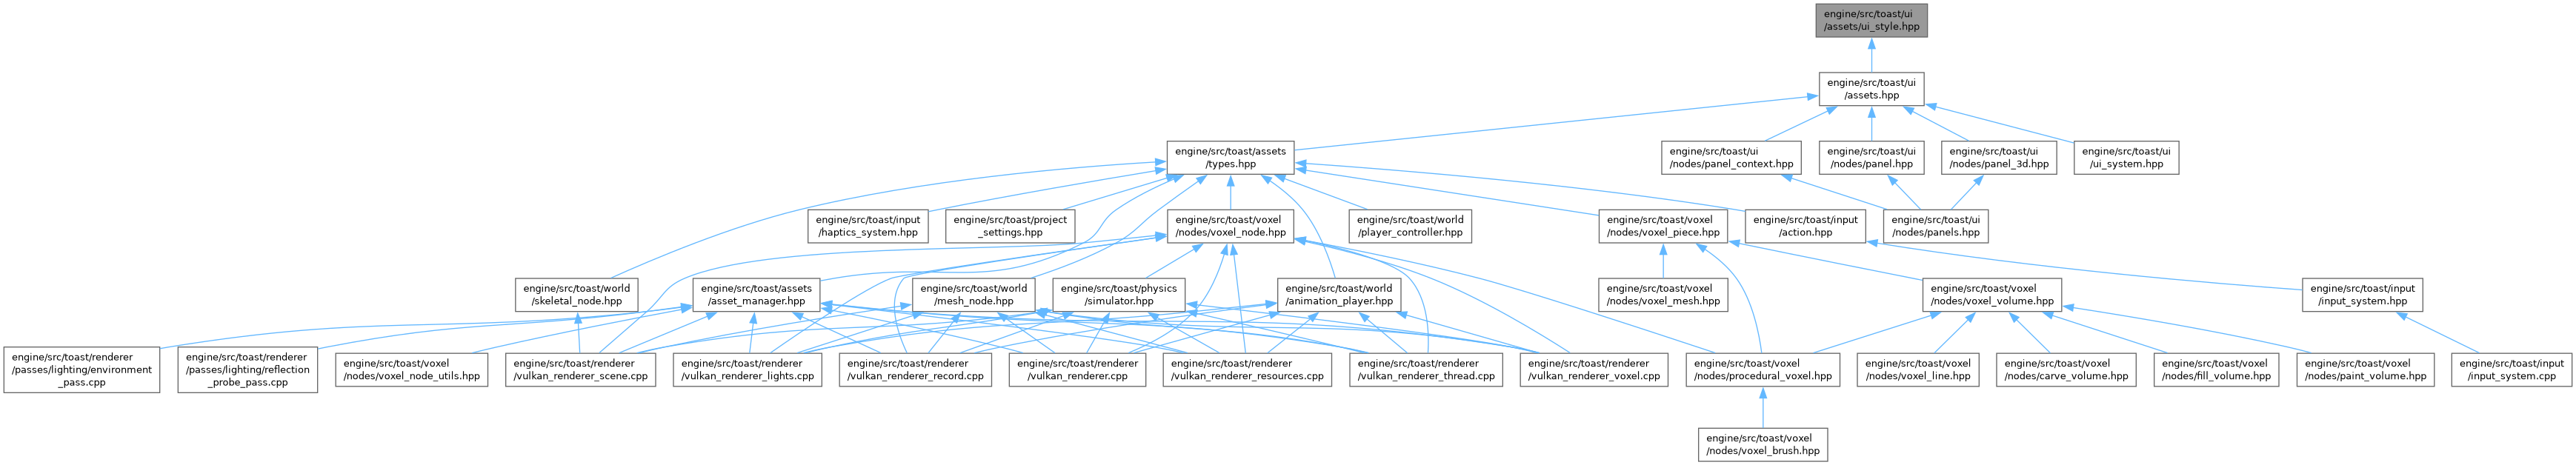 engine/src/toast/ui
/assets/ui_style.hpp
engine/src/toast/ui
/assets.hpp
engine/src/toast/assets
/types.hpp
engine/src/toast/ui
/nodes/panel_context.hpp
engine/src/toast/ui
/nodes/panel.hpp
engine/src/toast/ui
/nodes/panel_3d.hpp
engine/src/toast/ui
/ui_system.hpp
engine/src/toast/input
/haptics_system.hpp
engine/src/toast/project
_settings.hpp
engine/src/toast/voxel
/nodes/voxel_node.hpp
engine/src/toast/world
/player_controller.hpp
engine/src/toast/voxel
/nodes/voxel_piece.hpp
engine/src/toast/input
/action.hpp
engine/src/toast/ui
/nodes/panels.hpp
engine/src/toast/world
/skeletal_node.hpp
engine/src/toast/assets
/asset_manager.hpp
engine/src/toast/world
/mesh_node.hpp
engine/src/toast/physics
/simulator.hpp
engine/src/toast/world
/animation_player.hpp
engine/src/toast/voxel
/nodes/voxel_mesh.hpp
engine/src/toast/voxel
/nodes/voxel_volume.hpp
engine/src/toast/input
/input_system.hpp
engine/src/toast/renderer
/passes/lighting/environment
_pass.cpp
engine/src/toast/renderer
/passes/lighting/reflection
_probe_pass.cpp
engine/src/toast/voxel
/nodes/voxel_node_utils.hpp
engine/src/toast/renderer
/vulkan_renderer_scene.cpp
engine/src/toast/renderer
/vulkan_renderer_lights.cpp
engine/src/toast/renderer
/vulkan_renderer_record.cpp
engine/src/toast/renderer
/vulkan_renderer.cpp
engine/src/toast/renderer
/vulkan_renderer_resources.cpp
engine/src/toast/renderer
/vulkan_renderer_thread.cpp
engine/src/toast/renderer
/vulkan_renderer_voxel.cpp
engine/src/toast/voxel
/nodes/procedural_voxel.hpp
engine/src/toast/voxel
/nodes/voxel_line.hpp
engine/src/toast/voxel
/nodes/carve_volume.hpp
engine/src/toast/voxel
/nodes/fill_volume.hpp
engine/src/toast/voxel
/nodes/paint_volume.hpp
engine/src/toast/input
/input_system.cpp
engine/src/toast/voxel
/nodes/voxel_brush.hpp